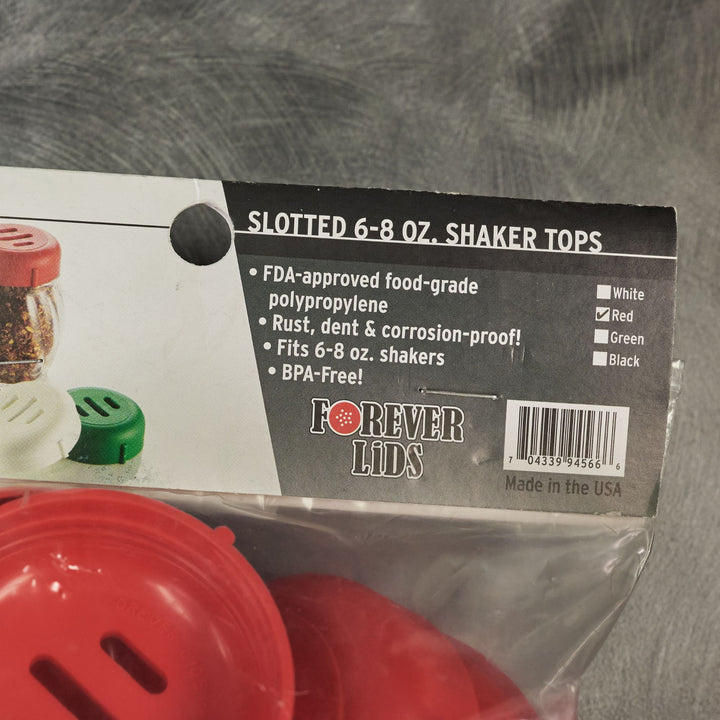 SLOTTED 6-8 OZ. SHAKER TOPS
• FDA-approved food-grade
polypropylene
• Rust, dent & corrosion-proof!
• Fits 6-8 oz. shakers
• BPA-Free!
White
Red
Green
Black
FOREVER
LiDS
7 04339 94566 6
Made in the USA